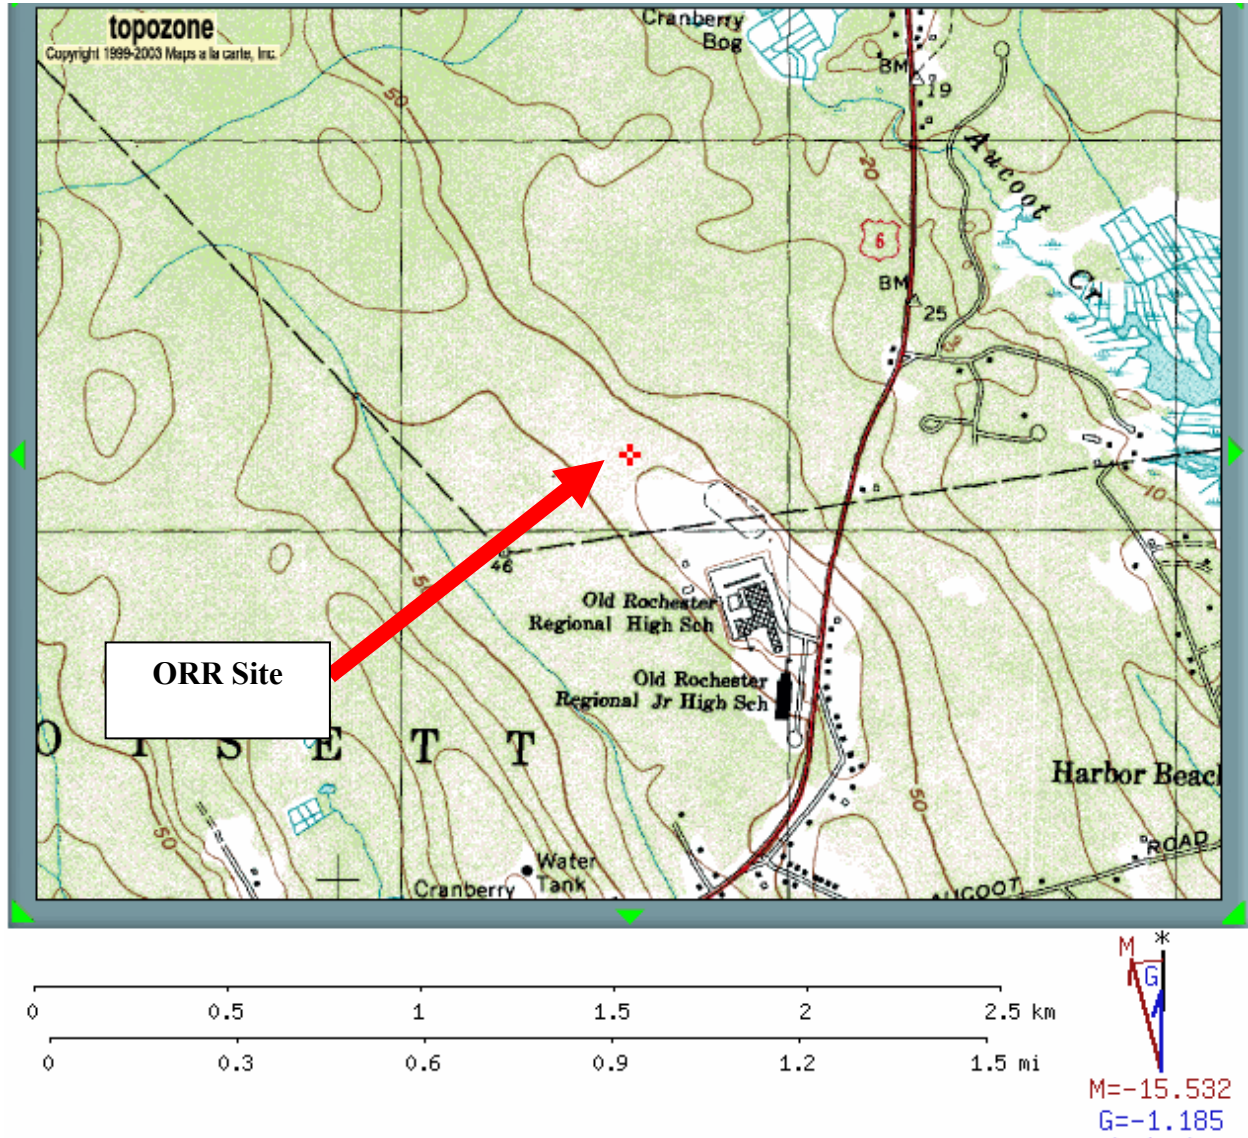 topozone
Copyright 1999-2003 Maps a la carte, Inc.
Cranberry
Bog
BM
19
50
20
Aucoot
6
BM
25
Cr
10
46
Old Rochester
Regional High Sch
Old Rochester
Regional Jr High Sch
ORR Site
O I S E T T
Harbor Beach
50
50
Water
Tank
Cranberry
ROAD
AUCOOT
M
*
G
0 0.5 1 1.5 2 2.5 km
0 0.3 0.6 0.9 1.2 1.5 mi
M=-15.532
G=-1.185